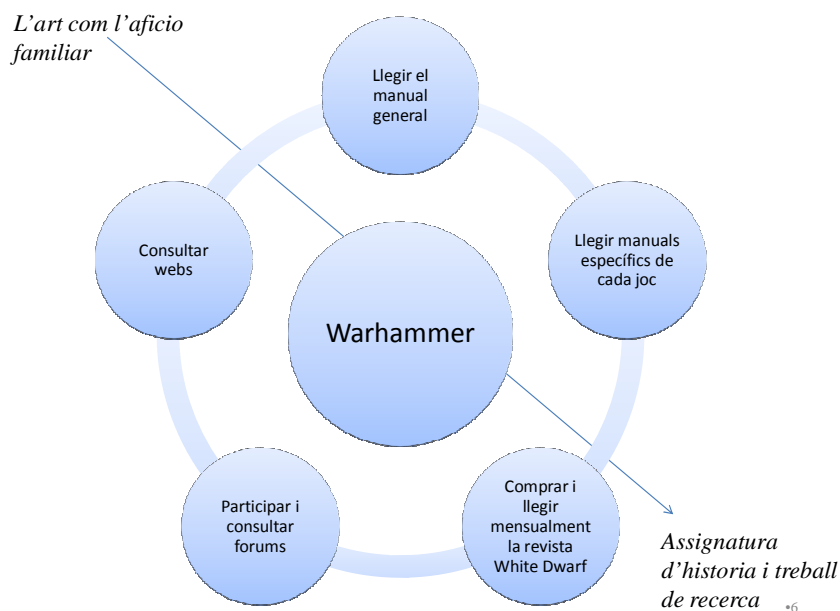 L'art com l'aficio
familiar
Llegir el
manual
general
Llegir manuals
específics de
cada joc
Comprar i
llegir
mensualment
la revista
White Dwarf
Participar i
consultar
forums
Consultar
webs
Warhammer
Assignatura
d'historia i treball
de recerca
•6